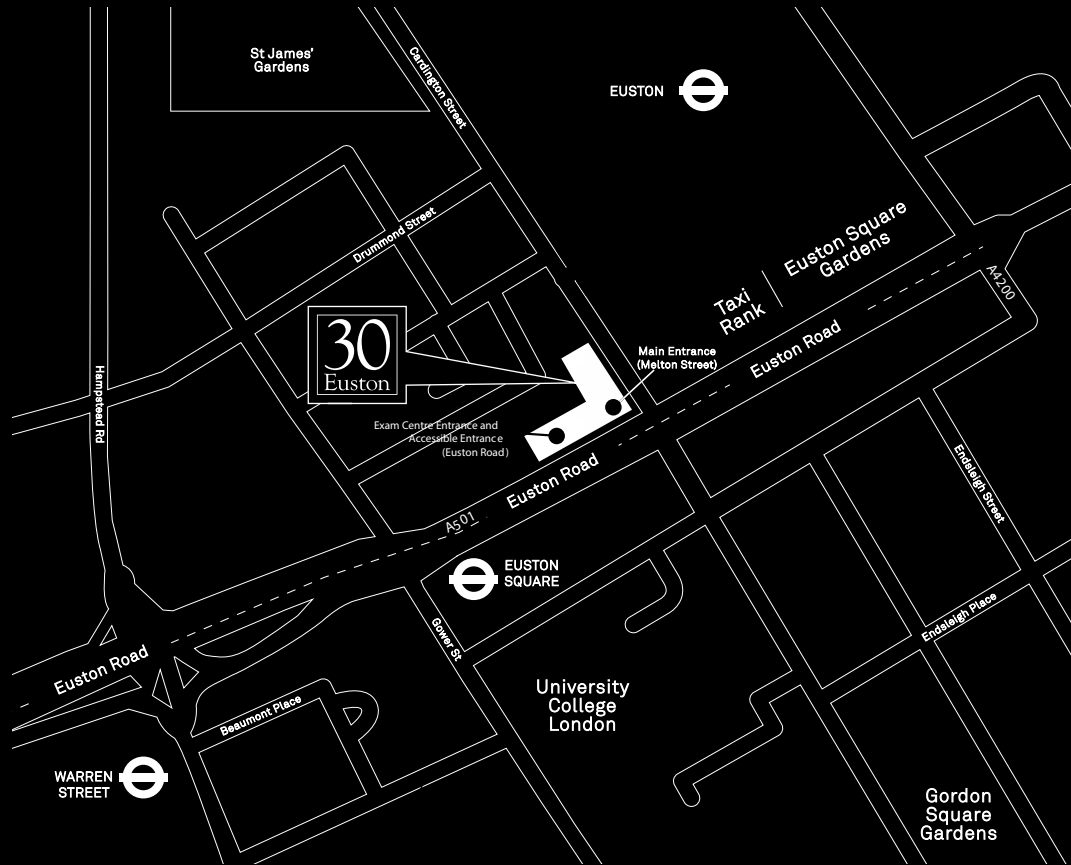 St James'
Gardens
Cardington Street
EUSTON
Drummond Street
Euston Square
Gardens
Taxi
Rank
A4200
30
Euston
Main Entrance
(Melton Street)
Euston Road
Hampstead Rd
Exam Centre Entrance and
Accessible Entrance
(Euston Road)
Euston Road
A501
Endsleigh Street
EUSTON
SQUARE
Gower St
Endsleigh Place
Euston Road
University
College
London
Beaumont Place
WARREN
STREET
Gordon
Square
Gardens